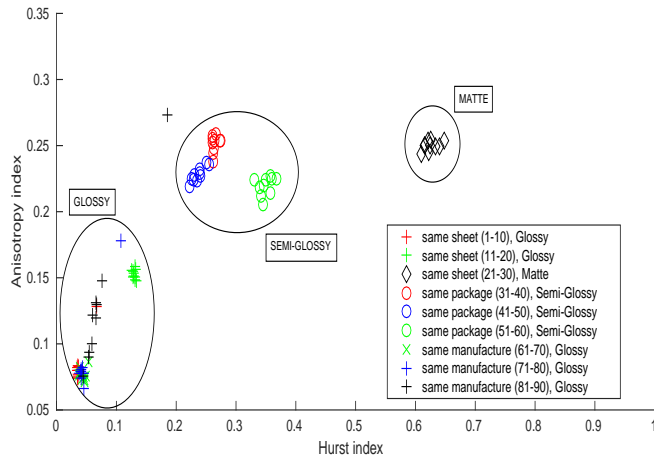 0.35
0.3
0.25
0.2
0.15
0.1
0.05
Anisotropy index
MATTE
GLOSSY
SEMI-GLOSSY
same sheet (1-10), Glossy
same sheet (11-20), Glossy
same sheet (21-30), Matte
same package (31-40), Semi-Glossy
same package (41-50), Semi-Glossy
same package (51-60), Semi-Glossy
same manufacture (61-70), Glossy
same manufacture (71-80), Glossy
same manufacture (81-90), Glossy
0 0.1 0.2 0.3 0.4 0.5 0.6 0.7 0.8 0.9 1
Hurst index